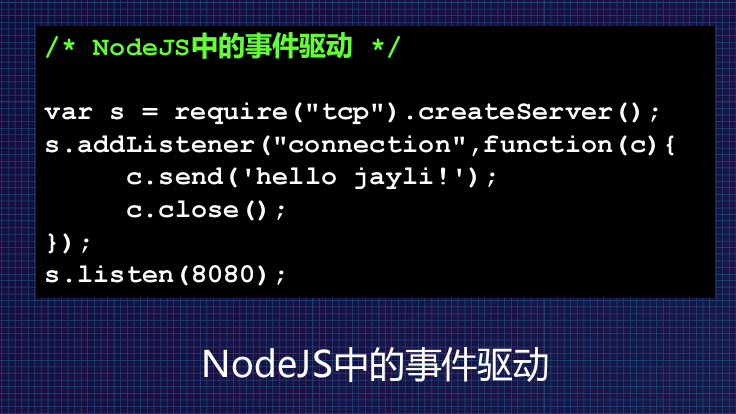 /* NodeJS中的事件驱动 */
var s = require("tcp").createServer();
s.addListener("connection",function(c){
c.send('hello jayli!');
c.close();
});
s.listen(8080);
NodeJS中的事件驱动